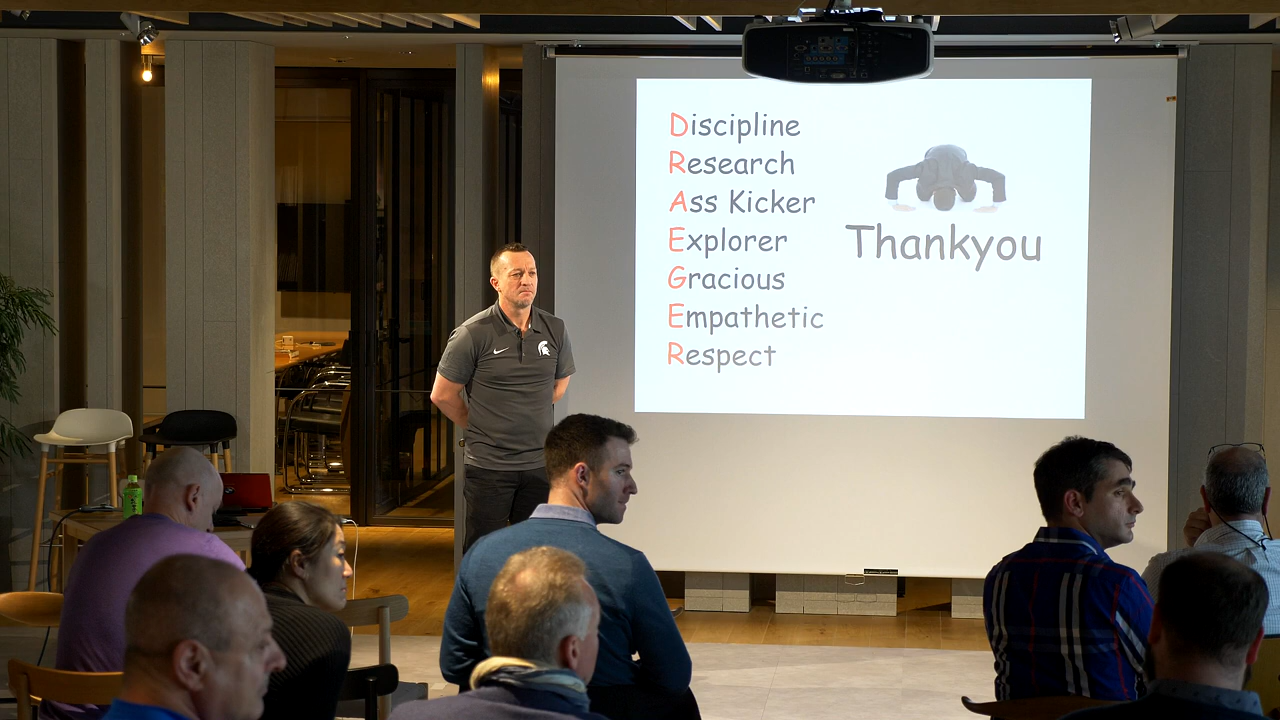 Discipline
Research
Ass Kicker
Explorer
Gracious
Empathetic
Respect
Thankyou